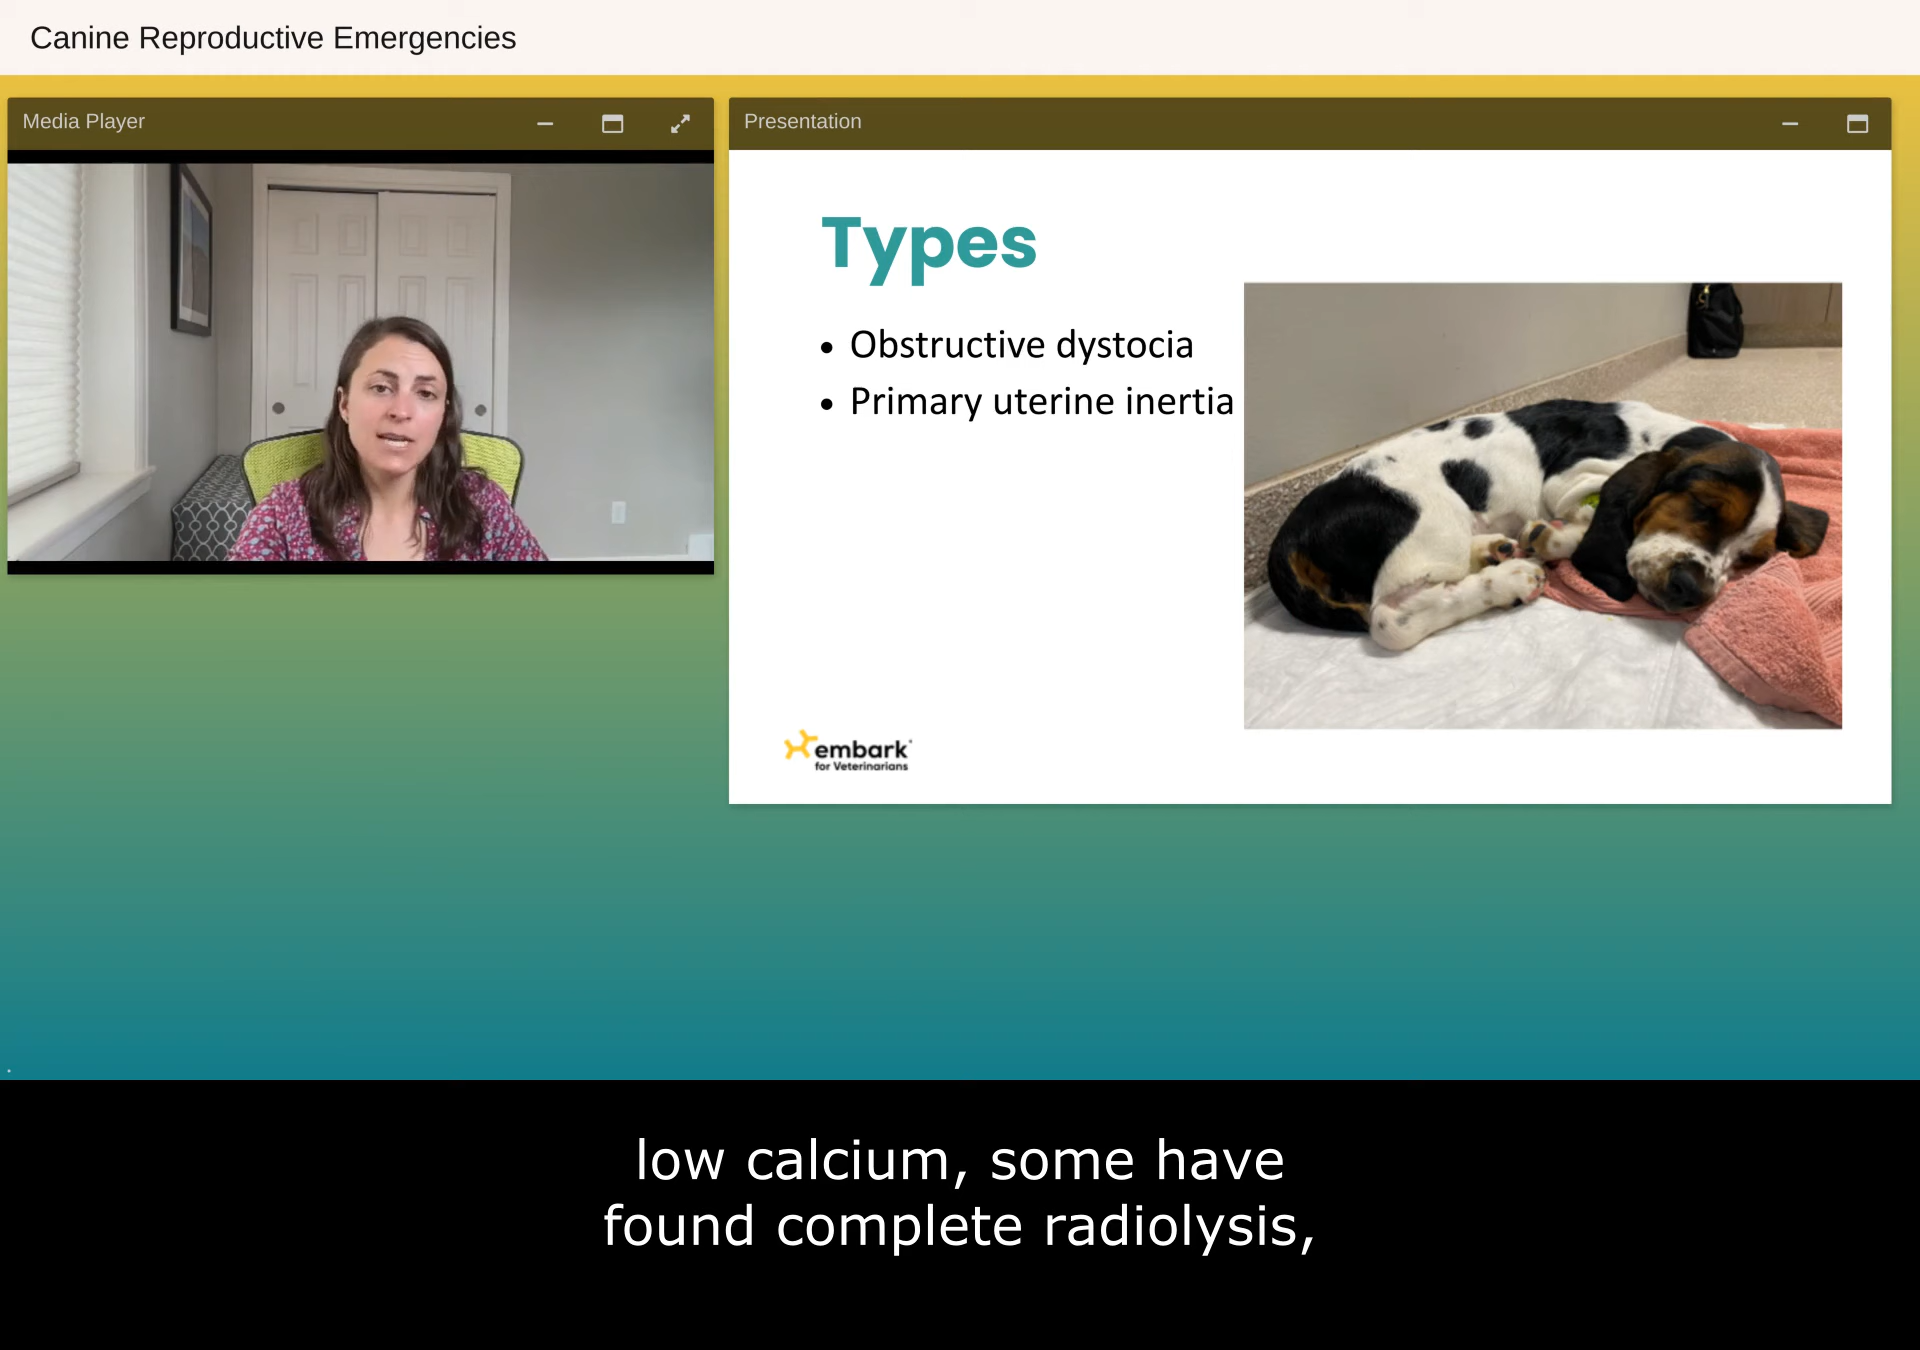 Canine Reproductive Emergencies
Media Player
Presentation
Types
• Obstructive dystocia
• Primary uterine inertia
embark
for Veterinarians
low calcium, some have
found complete radiolysis,